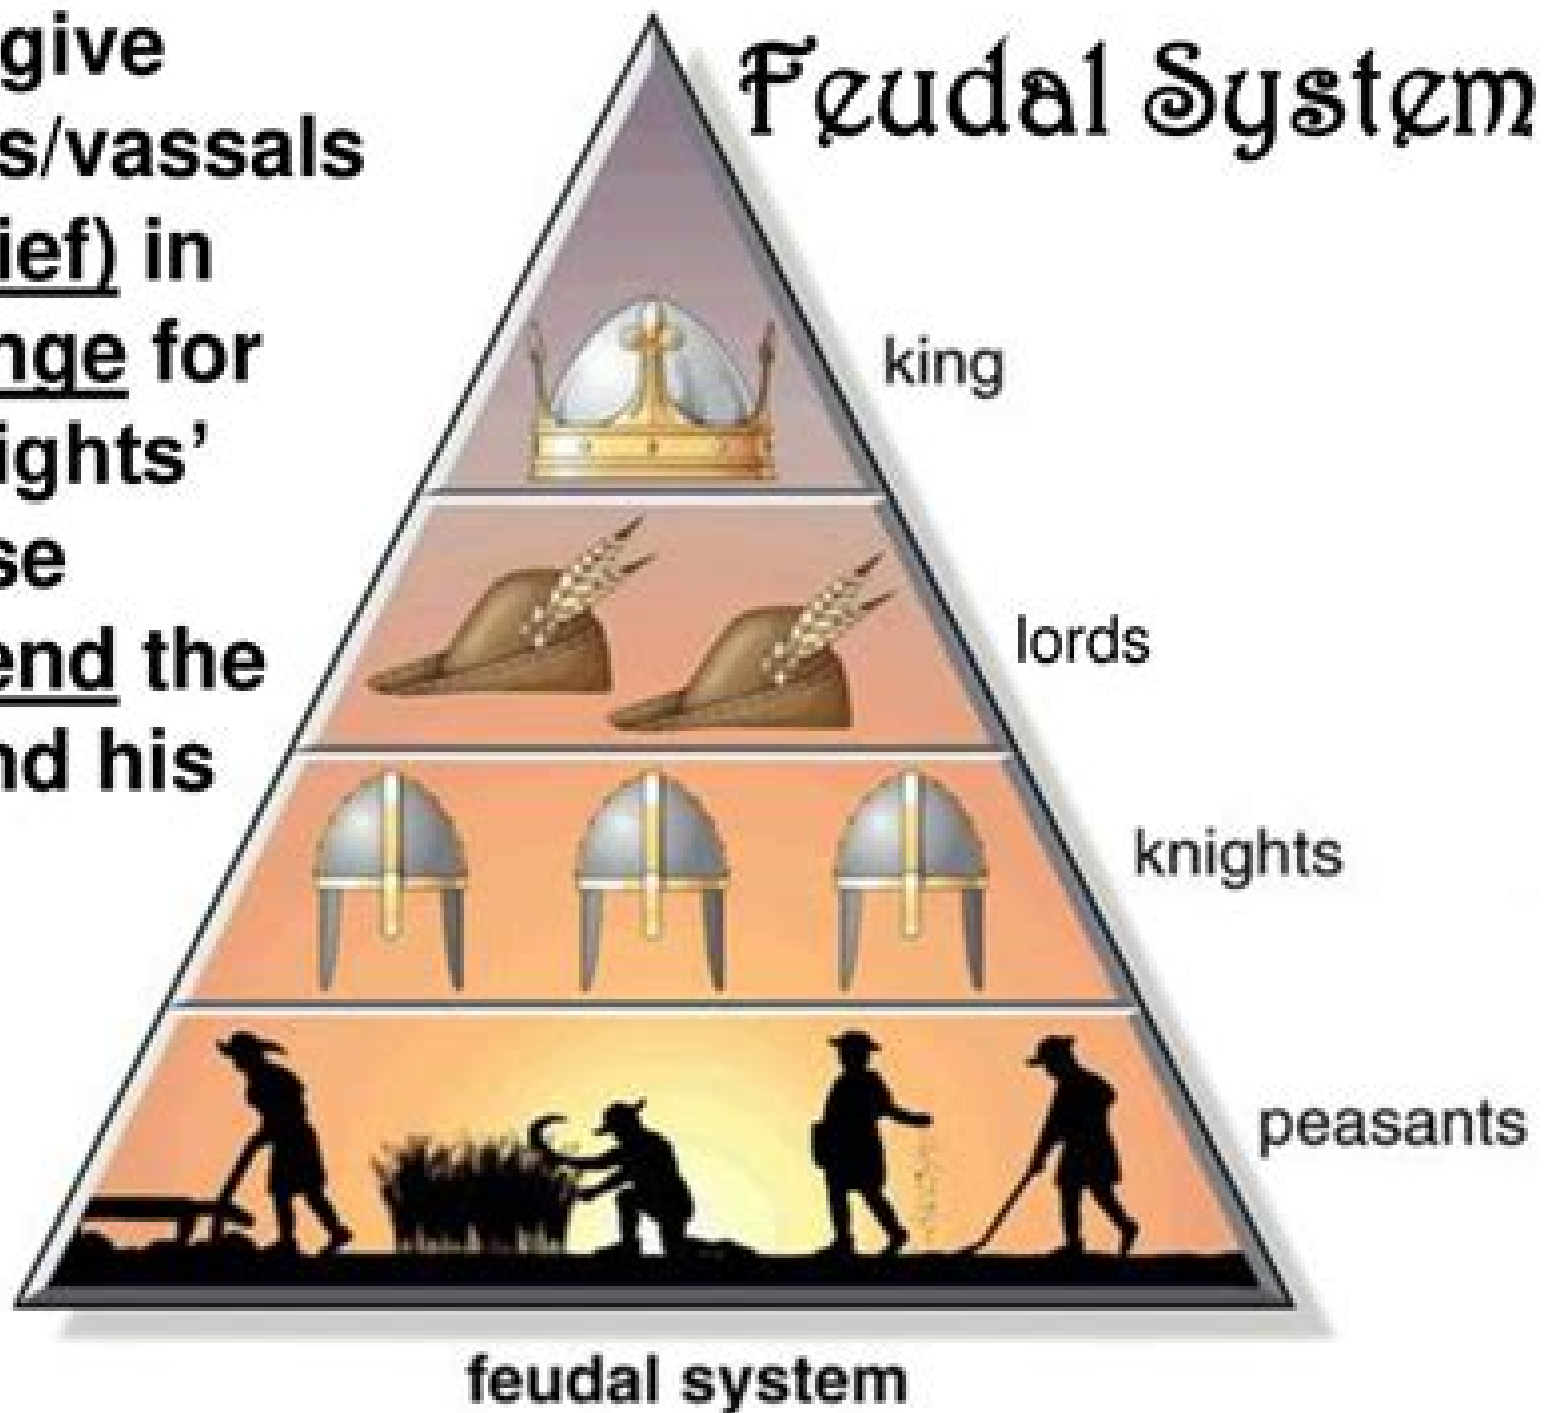 give
s/vassals
ief) in
nge for
ights’
se
end the
nd his
Feudal System
king
lords
knights
peasants
feudal system